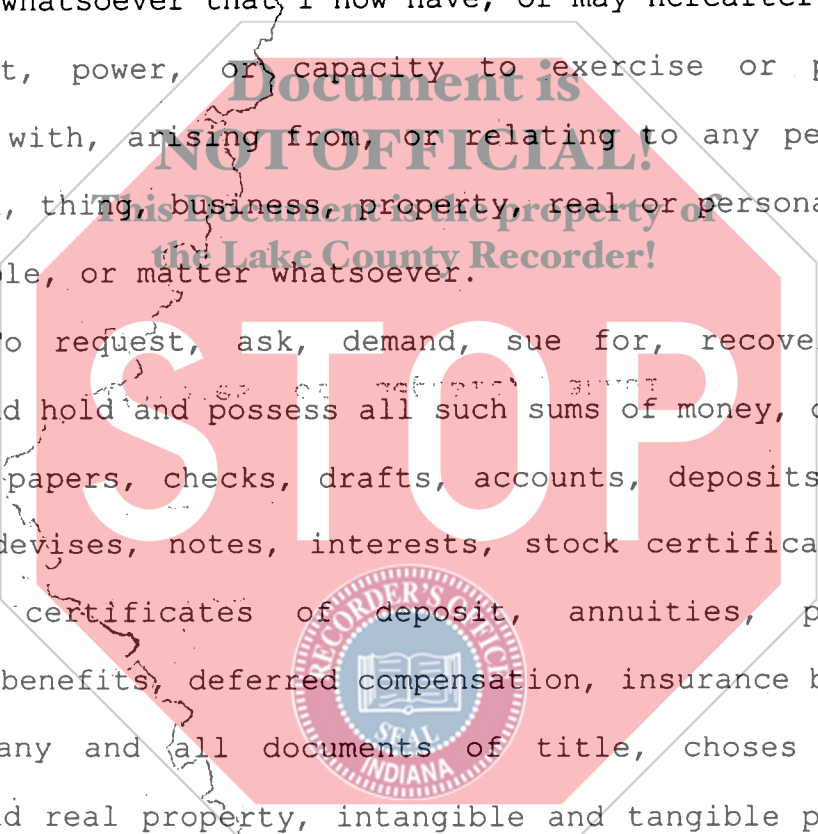 whatsoever that I now have, or may hereafter
t, power, or capacity to exercise or p
with, arising from, or relating to any pe
, thing, business, property, real or persona
ble, or matter whatsoever.
o request, ask, demand, sue for, recove
d hold and possess all such sums of money,
papers, checks, drafts, accounts, deposits
devises, notes, interests, stock certifica
certificates of deposit, annuities, p
benefits, deferred compensation, insurance b
any and all documents of title, choses
d real property, intangible and tangible p
Document is
NOT OFFICIAL!
This Document is the property of
the Lake County Recorder!
STOP
RECORDER'S OFFICE
SEAL
INDIANA